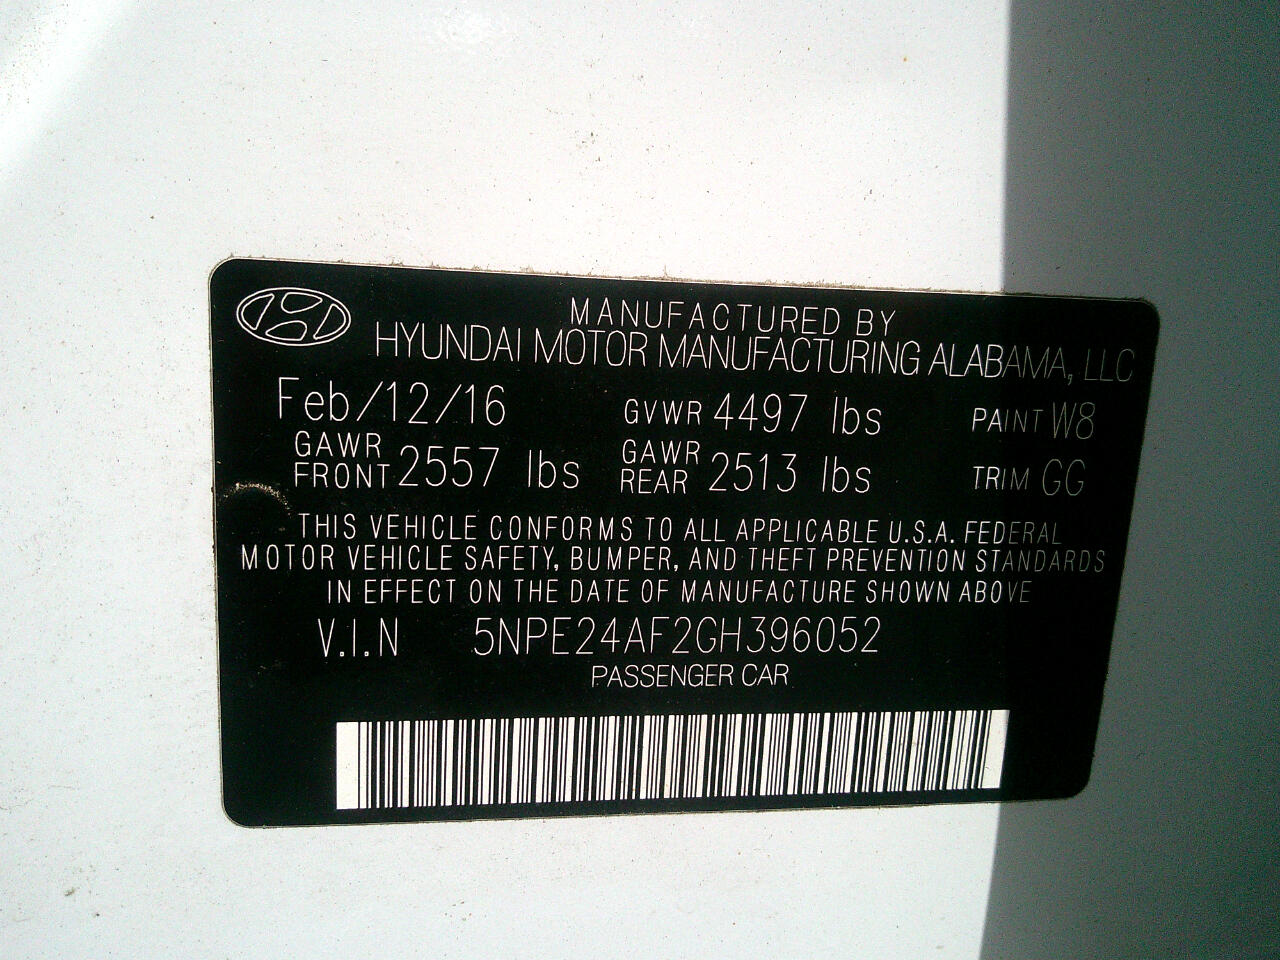 MANUFACTURED BY
HYUNDAI MOTOR MANUFACTURING ALABAMA, LLC
Feb/12/16 GVWR 4497 lbs PAINT W8
GAWR FRONT 2557 lbs GAWR REAR 2513 lbs TRIM GG
THIS VEHICLE CONFORMS TO ALL APPLICABLE U.S.A. FEDERAL
MOTOR VEHICLE SAFETY, BUMPER, AND THEFT PREVENTION STANDARDS
IN EFFECT ON THE DATE OF MANUFACTURE SHOWN ABOVE
V.I.N 5NPE24AF2GH396052
PASSENGER CAR